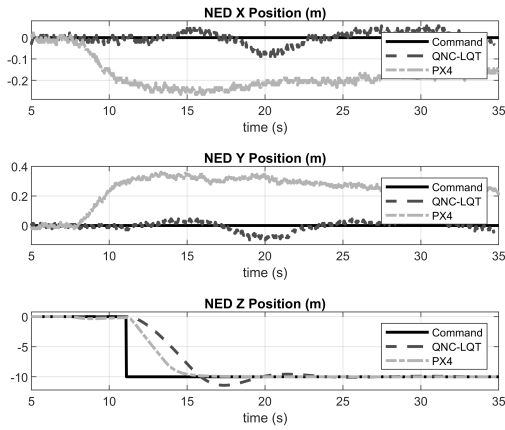 NED X Position (m)
0
-0.1
-0.2
Command
QNC-LQT
PX4
5 10 15 20 25 30 35
time (s)
NED Y Position (m)
0.4
0.2
0
Command
QNC-LQT
PX4
5 10 15 20 25 30 35
time (s)
NED Z Position (m)
0
-5
-10
Command
QNC-LQT
PX4
5 10 15 20 25 30 35
time (s)